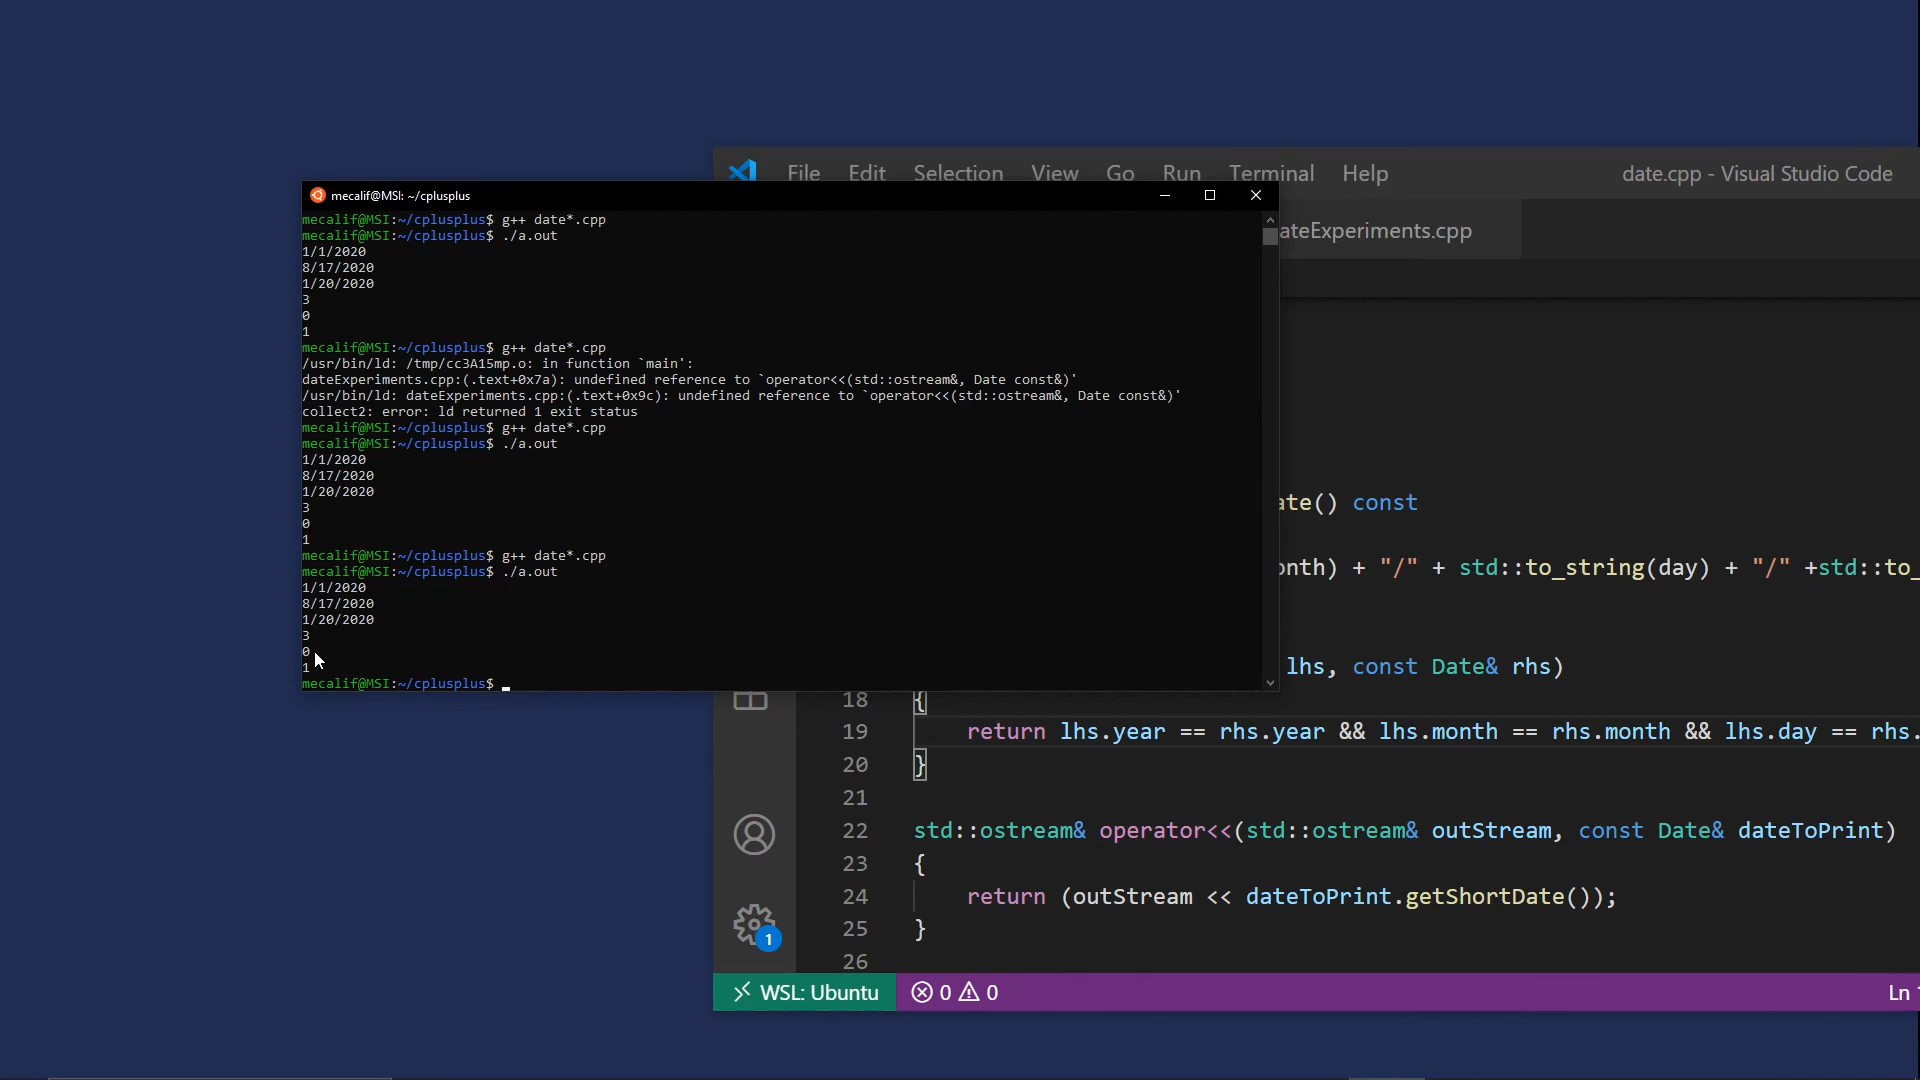 File Edit Selection View Go Run Terminal Help date.cpp - Visual Studio Code
mecalif@MSI: ~/cplusplus
mecalif@MSI:~/cplusplus$ g++ date*.cpp
mecalif@MSI:~/cplusplus$ ./a.out
1/1/2020
8/17/2020
1/20/2020
3
0
1
mecalif@MSI:~/cplusplus$ g++ date*.cpp
/usr/bin/ld: /tmp/cc3A15mp.o: in function `main':
dateExperiments.cpp:(.text+0x7a): undefined reference to `operator<<(std::ostream&, Date const&)'
/usr/bin/ld: dateExperiments.cpp:(.text+0x9c): undefined reference to `operator<<(std::ostream&, Date const&)'
collect2: error: ld returned 1 exit status
mecalif@MSI:~/cplusplus$ g++ date*.cpp
mecalif@MSI:~/cplusplus$ ./a.out
1/1/2020
8/17/2020
1/20/2020
3
0
1
mecalif@MSI:~/cplusplus$ g++ date*.cpp
mecalif@MSI:~/cplusplus$ ./a.out
1/1/2020
8/17/2020
1/20/2020
3
0
1
mecalif@MSI:~/cplusplus$
ateExperiments.cpp
ate() const
onth) + "/" + std::to_string(day) + "/" +std::to_
lhs, const Date& rhs)
18 {
19 return lhs.year == rhs.year && lhs.month == rhs.month && lhs.day == rhs.
20 }
21
22 std::ostream& operator<<(std::ostream& outStream, const Date& dateToPrint)
23 {
24 return (outStream << dateToPrint.getShortDate());
25 }
26
1
WSL: Ubuntu 0 0 Ln